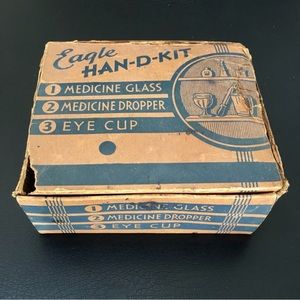 Eagle
HAN-D-KIT
1 MEDICINE GLASS
2 MEDICINE DROPPER
3 EYE CUP
1 MEDICINE GLASS
2 MEDICINE DROPPER
3 EYE CUP